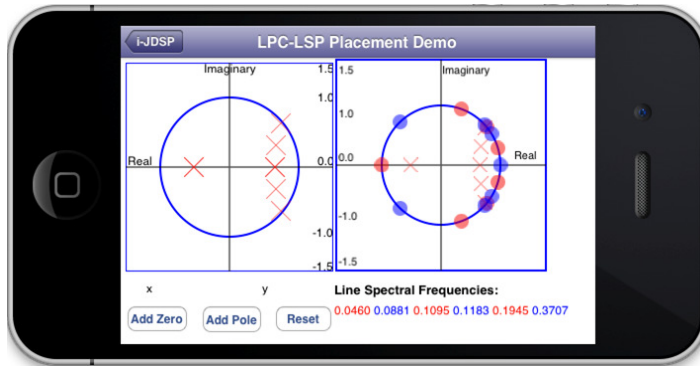 i-JDSP
LPC-LSP Placement Demo
Imaginary
1.5
1.0
Real
0.0
-1.0
-1.5
1.5
Imaginary
1.0
0.0
Real
-1.0
-1.5
x y
Add Zero
Add Pole
Reset
Line Spectral Frequencies:
0.0460 0.0881 0.1095 0.1183 0.1945 0.3707